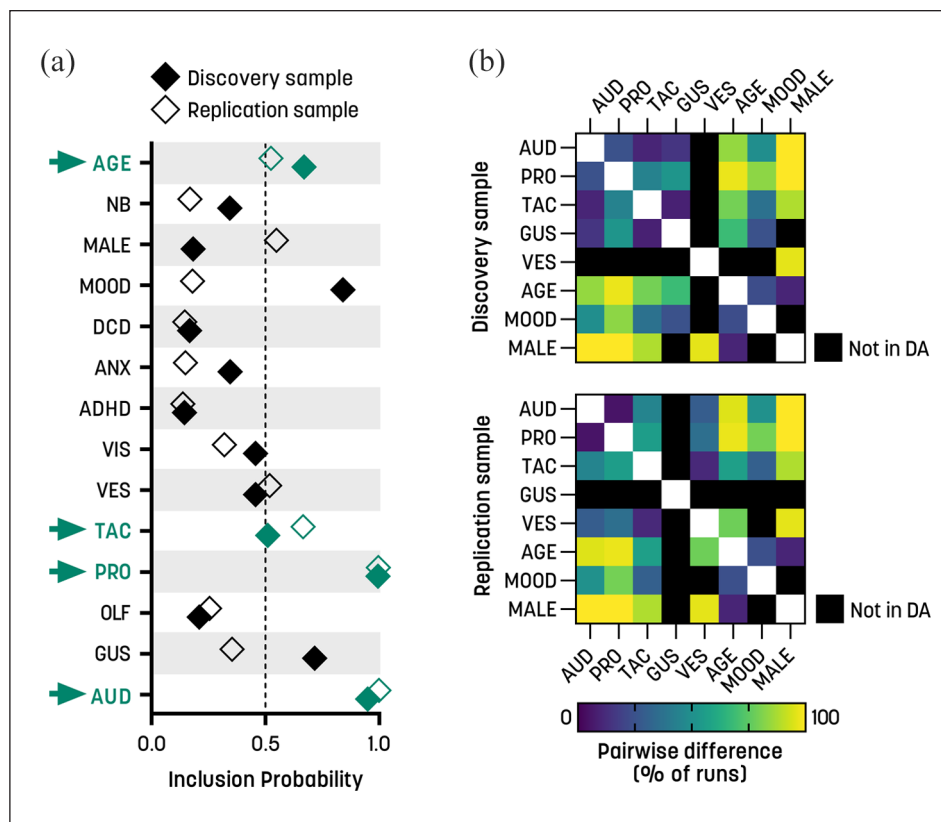 (a)
Discovery sample
Replication sample
AGE
NB
MALE
MOOD
DCD
ANX
ADHD
VIS
VES
TAC
PRO
OLF
GUS
AUD
0.0 0.5 1.0
Inclusion Probability
(b)
AUD PRO TAC GUS VES AGE MOOD MALE
Discovery sample
AUD
PRO
TAC
GUS
VES
AGE
MOOD
MALE
Not in DA
Replication sample
AUD
PRO
TAC
GUS
VES
AGE
MOOD
MALE
Not in DA
AUD PRO TAC GUS VES AGE MOOD MALE
0 100
Pairwise difference
(% of runs)